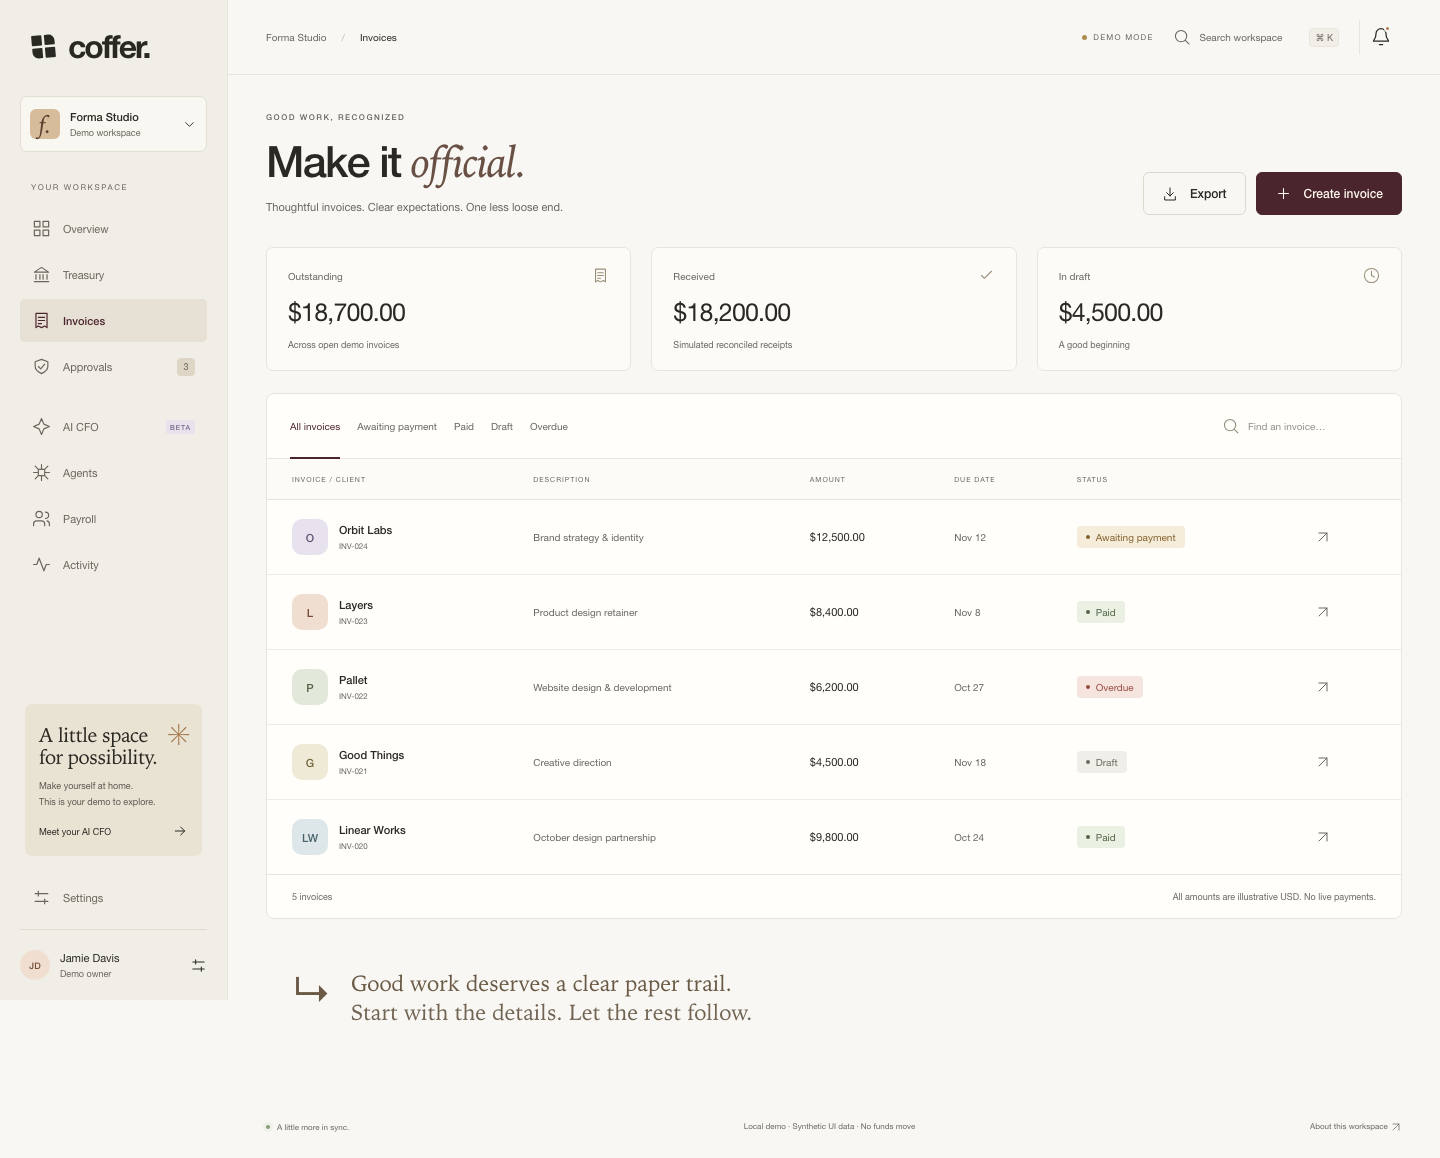 coffer.
f.
Forma Studio
Demo workspace
YOUR WORKSPACE
Overview
Treasury
Invoices
Approvals 3
AI CFO BETA
Agents
Payroll
Activity
A little space
for possibility.
Make yourself at home.
This is your demo to explore.
Meet your AI CFO
Settings
JD
Jamie Davis
Demo owner
Forma Studio / Invoices
DEMO MODE
Search workspace
⌘ K
GOOD WORK, RECOGNIZED
Make it official.
Thoughtful invoices. Clear expectations. One less loose end.
Export
Create invoice
Outstanding
$18,700.00
Across open demo invoices
Received
$18,200.00
Simulated reconciled receipts
In draft
$4,500.00
A good beginning
All invoices Awaiting payment Paid Draft Overdue
Find an invoice…
INVOICE / CLIENT DESCRIPTION AMOUNT DUE DATE STATUS
O Orbit Labs Brand strategy & identity $12,500.00 Nov 12 Awaiting payment
INV-024
L Layers Product design retainer $8,400.00 Nov 8 Paid
INV-023
P Pallet Website design & development $6,200.00 Oct 27 Overdue
INV-022
G Good Things Creative direction $4,500.00 Nov 18 Draft
INV-021
LW Linear Works October design partnership $9,800.00 Oct 24 Paid
INV-020
5 invoices
All amounts are illustrative USD. No live payments.
Good work deserves a clear paper trail.
Start with the details. Let the rest follow.
A little more in sync.
Local demo · Synthetic UI data · No funds move
About this workspace